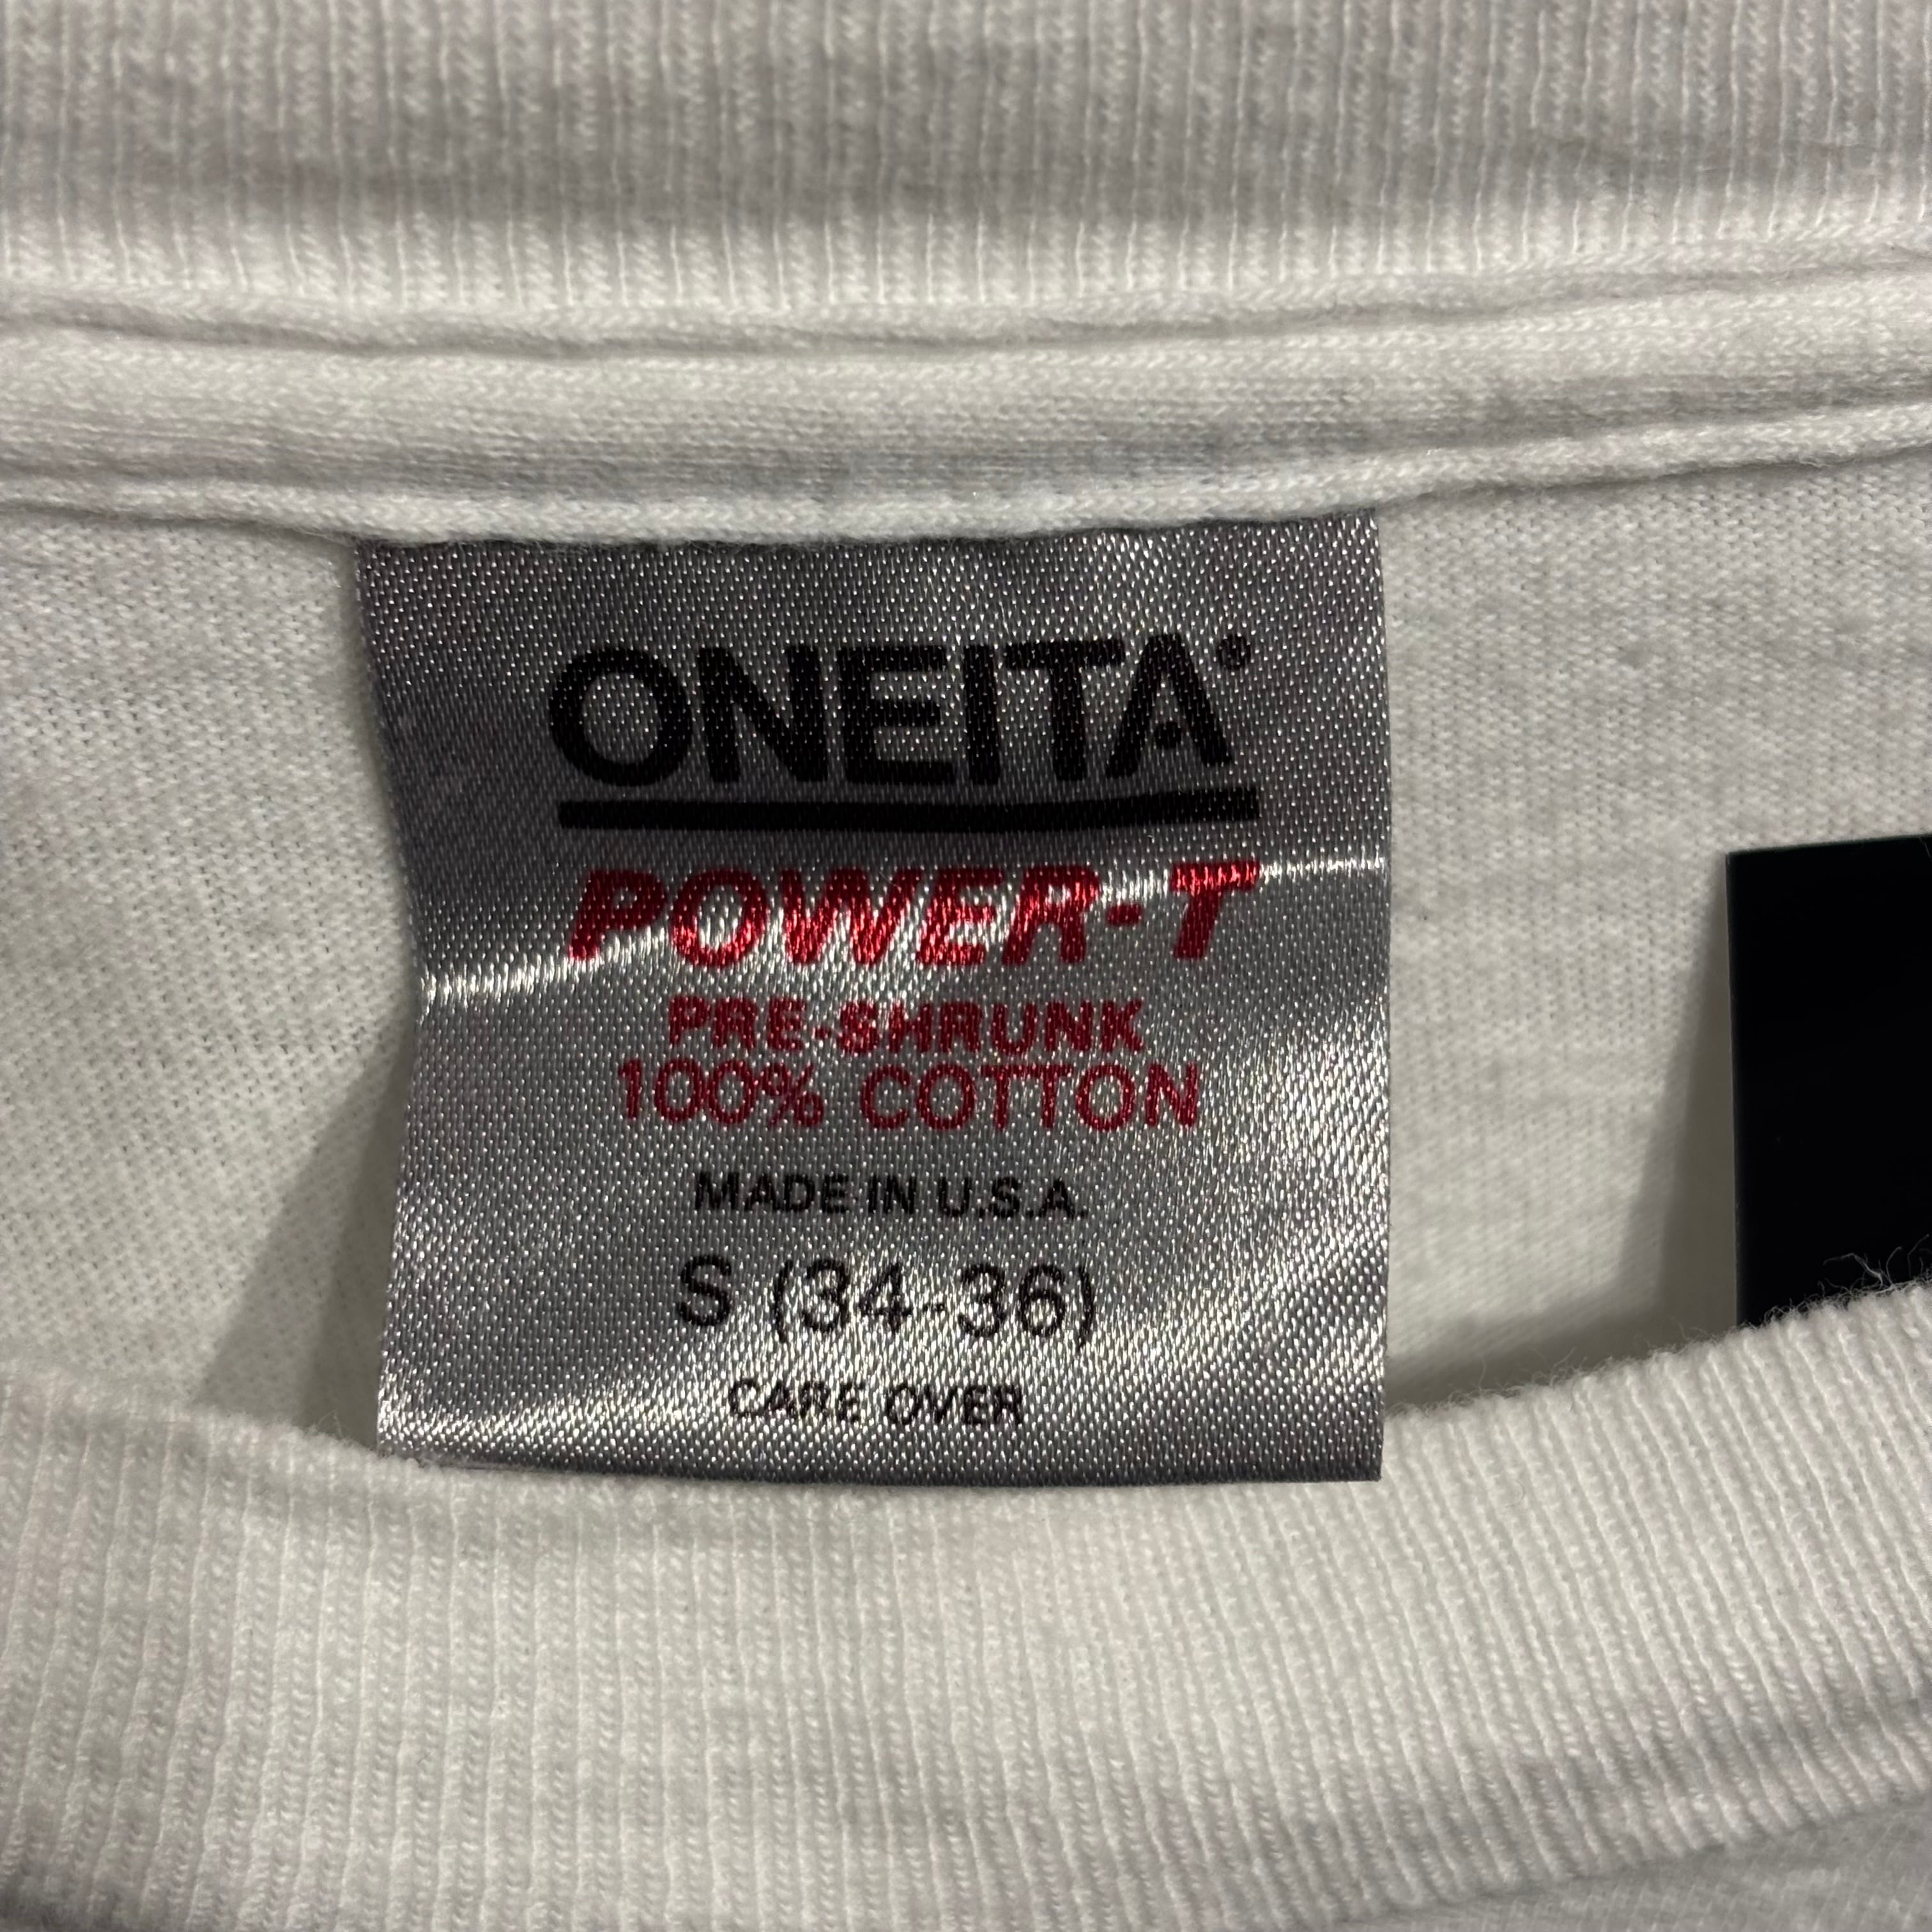 ONEITA®
POWER-T
PRE-SHRUNK
100% COTTON
MADE IN U.S.A.
S (34-36)
CARE OVER